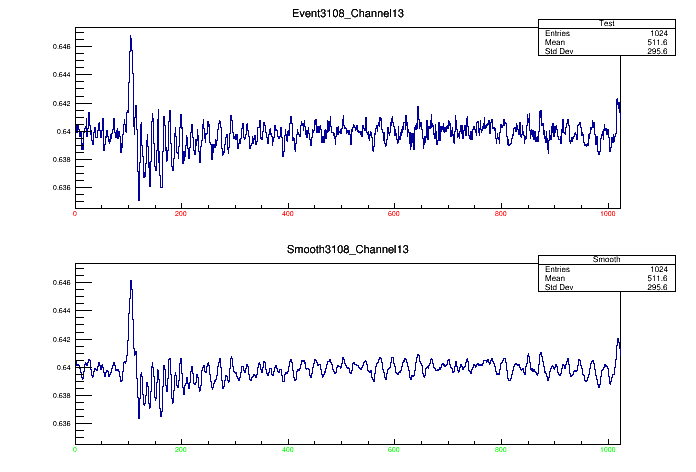 Event3108_Channel13
Test
Entries 1024
Mean 511.6
Std Dev 295.6
0.646
0.644
0.642
0.64
0.638
0.636
0 200 400 600 800 1000
Smooth3108_Channel13
Smooth
Entries 1024
Mean 511.6
Std Dev 295.6
0.646
0.644
0.642
0.64
0.638
0.636
0 200 400 600 800 1000